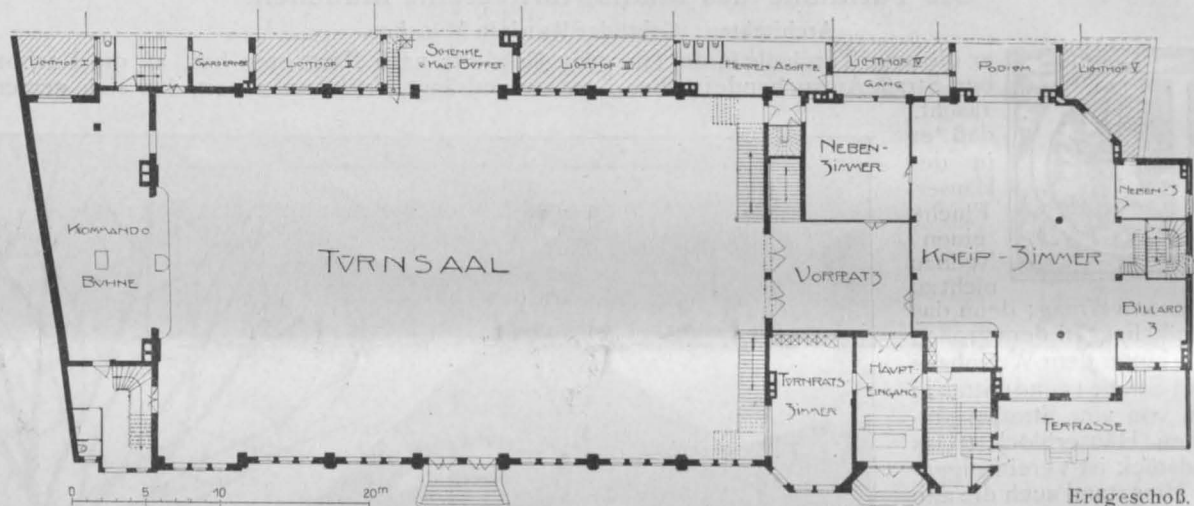 LICHTHOF I
GARDEROBE
LICHTHOF II
SCHENKE
U KALT. BUFFET
LICHTHOF III
HERREN ABORTE
LICHTHOF IV
GANG
PODIUM
LICHTHOF V
NEBEN-
ZIMMER
NEBEN-Z
KOMMANDO
BÜHNE
TURNSAAL
VORPLATZ
KNEIP-ZIMMER
BILLARD
Z
TURNRATS
ZIMMER
HAUPT-
EINGANG
TERRASSE
0 5 10 20m
Erdgeschoß.